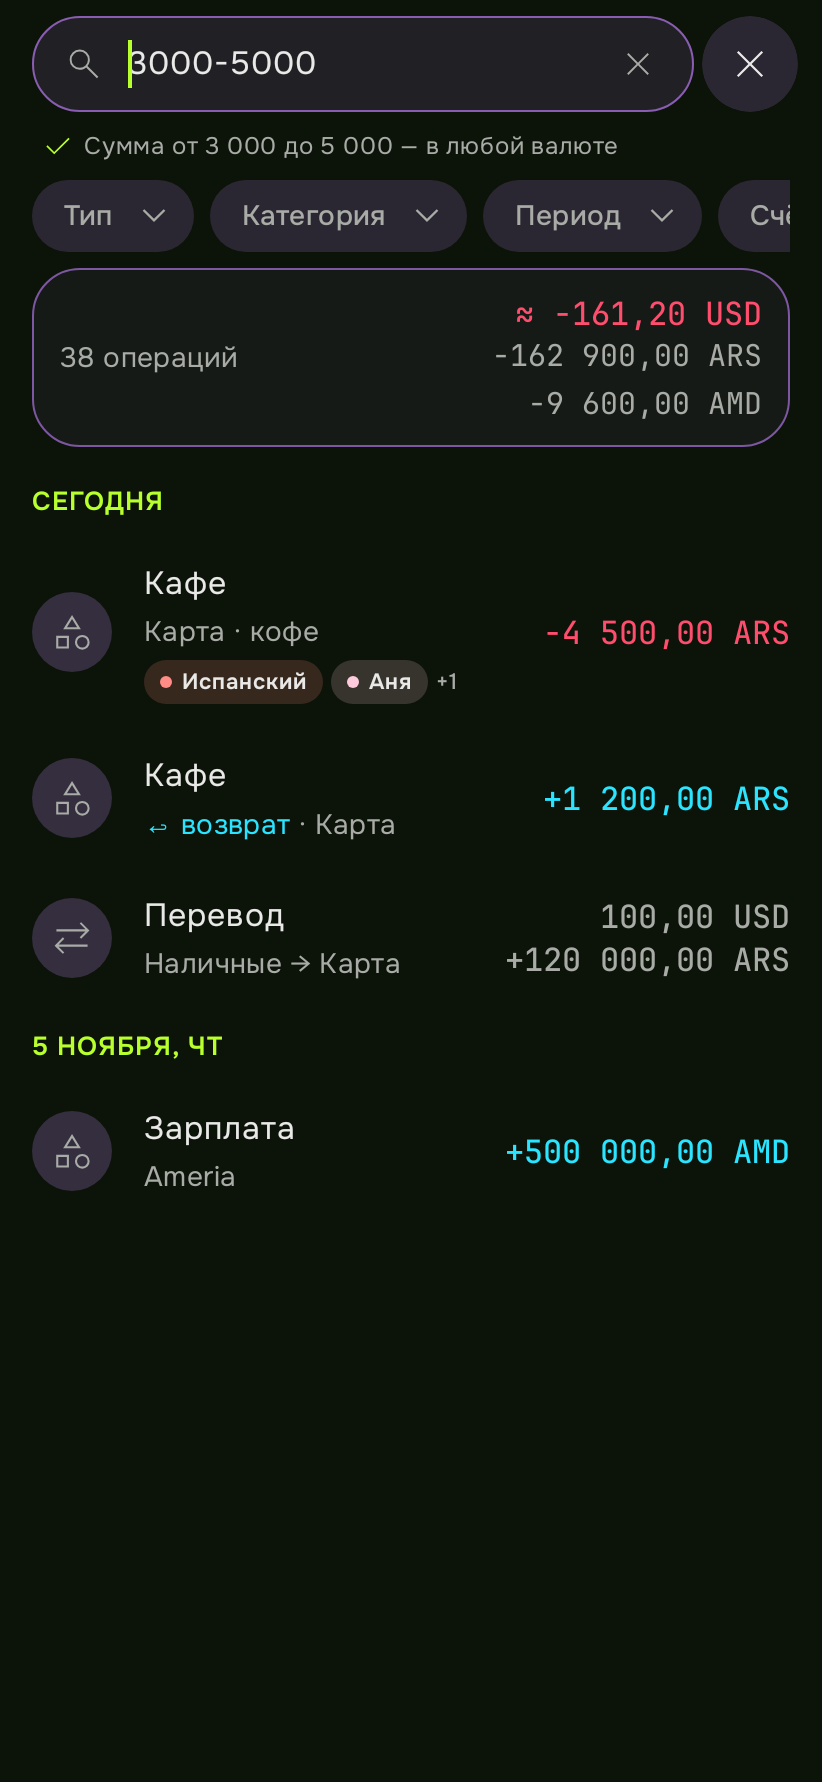 3000-5000
Сумма от 3 000 до 5 000 — в любой валюте
Тип Категория Период Счё
≈ -161,20 USD
38 операций
-162 900,00 ARS
-9 600,00 AMD
СЕГОДНЯ
Кафе
Карта · кофе
-4 500,00 ARS
Испанский Аня +1
Кафе
↩ возврат · Карта
+1 200,00 ARS
Перевод
Наличные → Карта
100,00 USD
+120 000,00 ARS
5 НОЯБРЯ, ЧТ
Зарплата
Ameria
+500 000,00 AMD